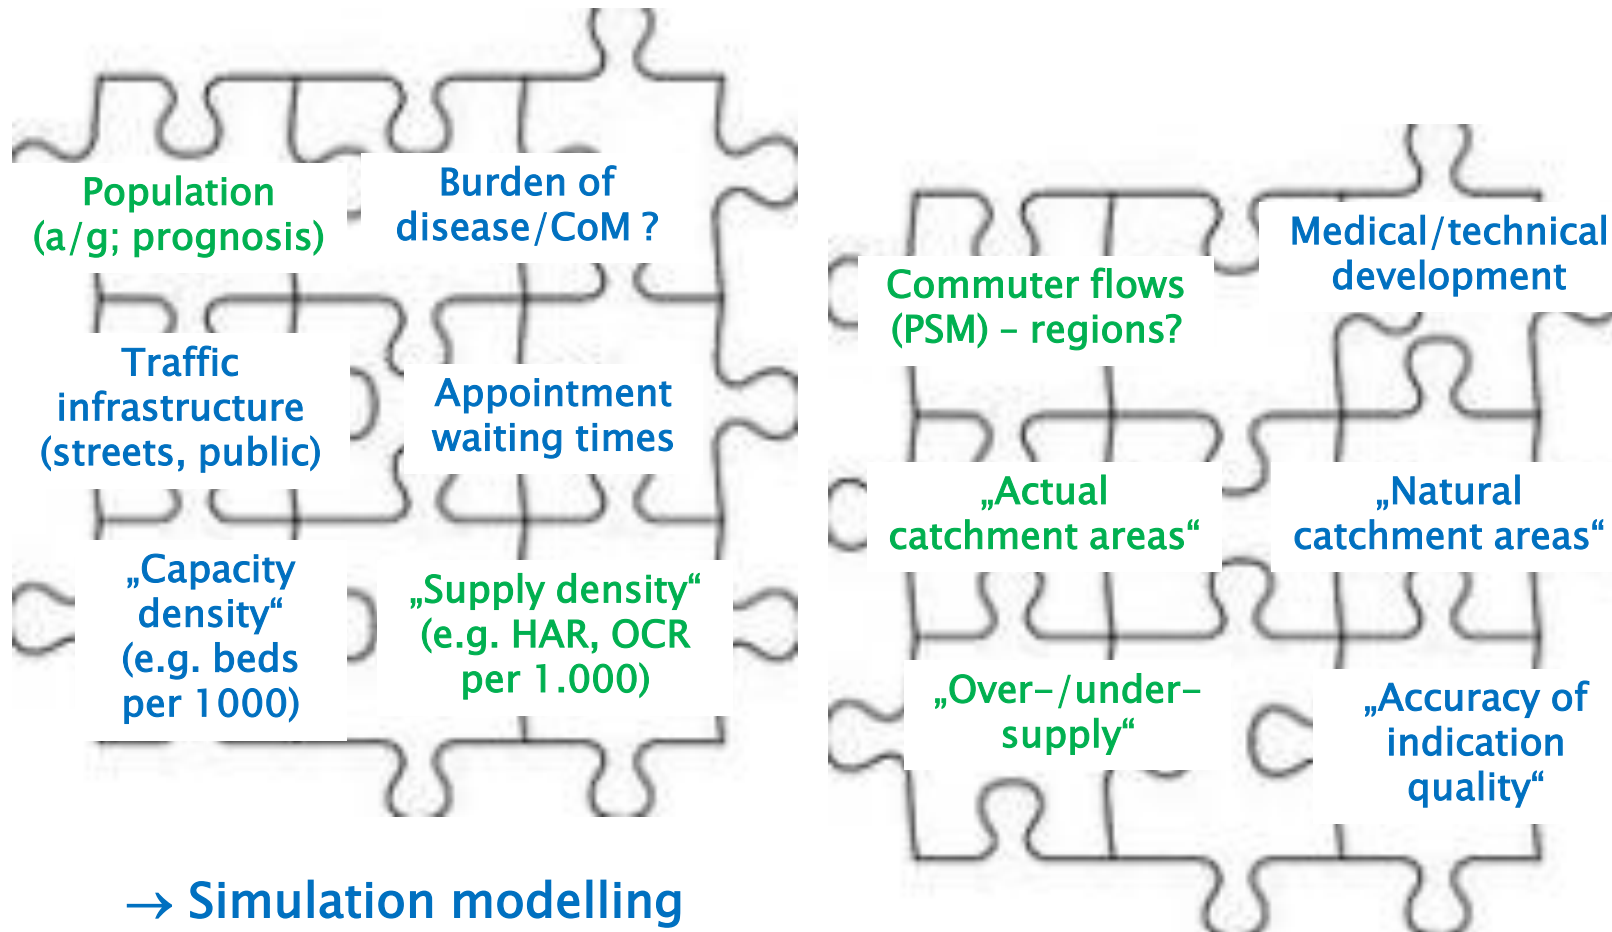 Population
(a/g; prognosis)
Burden of
disease/CoM ?
Traffic
infrastructure
(streets, public)
Appointment
waiting times
„Capacity
density“
(e.g. beds
per 1000)
„Supply density“
(e.g. HAR, OCR
per 1.000)
→ Simulation modelling
Commuter flows
(PSM) – regions?
Medical/technical
development
„Actual
catchment areas“
„Natural
catchment areas“
„Over-/under-
supply“
„Accuracy of
indication
quality“